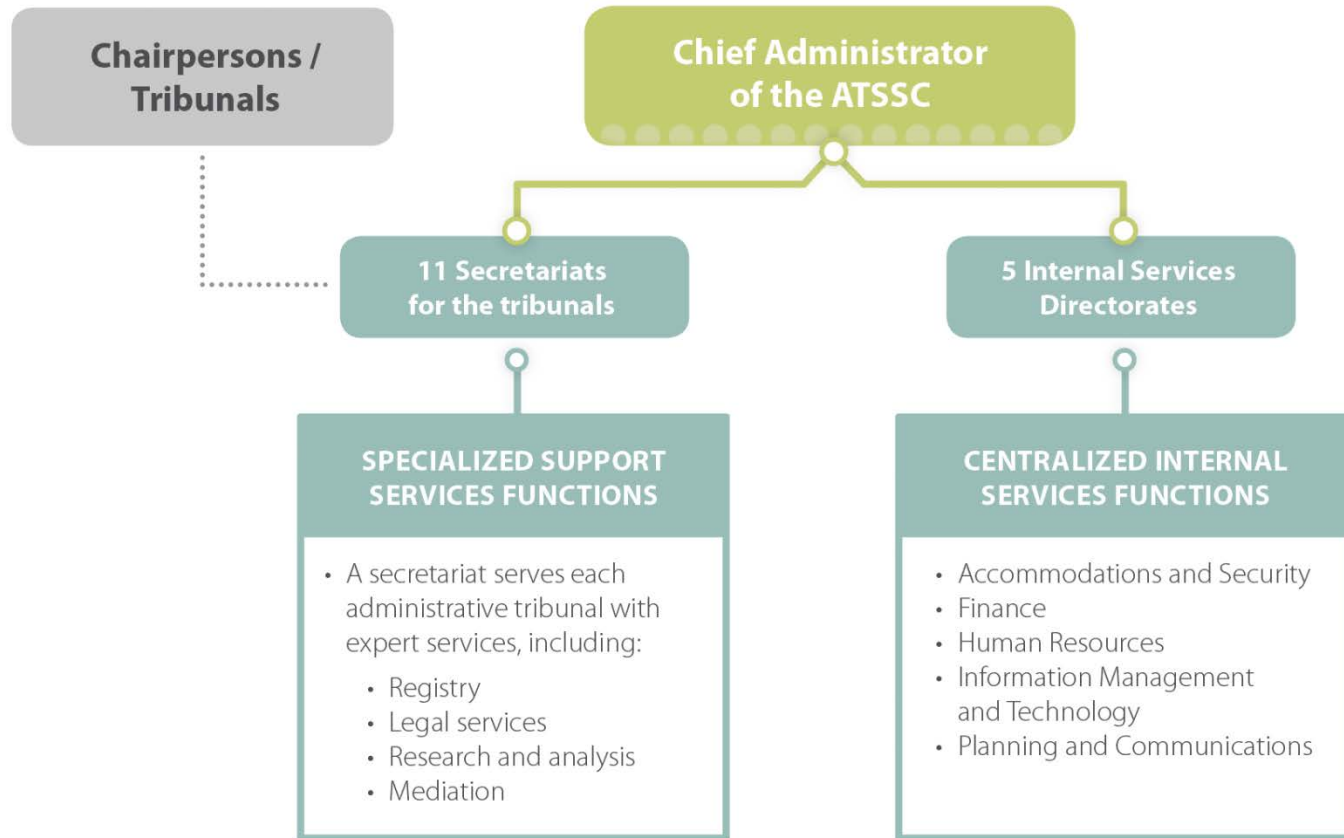 Chairpersons /
Tribunals
Chief Administrator
of the ATSSC
11 Secretariats
for the tribunals
5 Internal Services
Directorates
SPECIALIZED SUPPORT
SERVICES FUNCTIONS
• A secretariat serves each
administrative tribunal with
expert services, including:
• Registry
• Legal services
• Research and analysis
• Mediation
CENTRALIZED INTERNAL
SERVICES FUNCTIONS
• Accommodations and Security
• Finance
• Human Resources
• Information Management
and Technology
• Planning and Communications